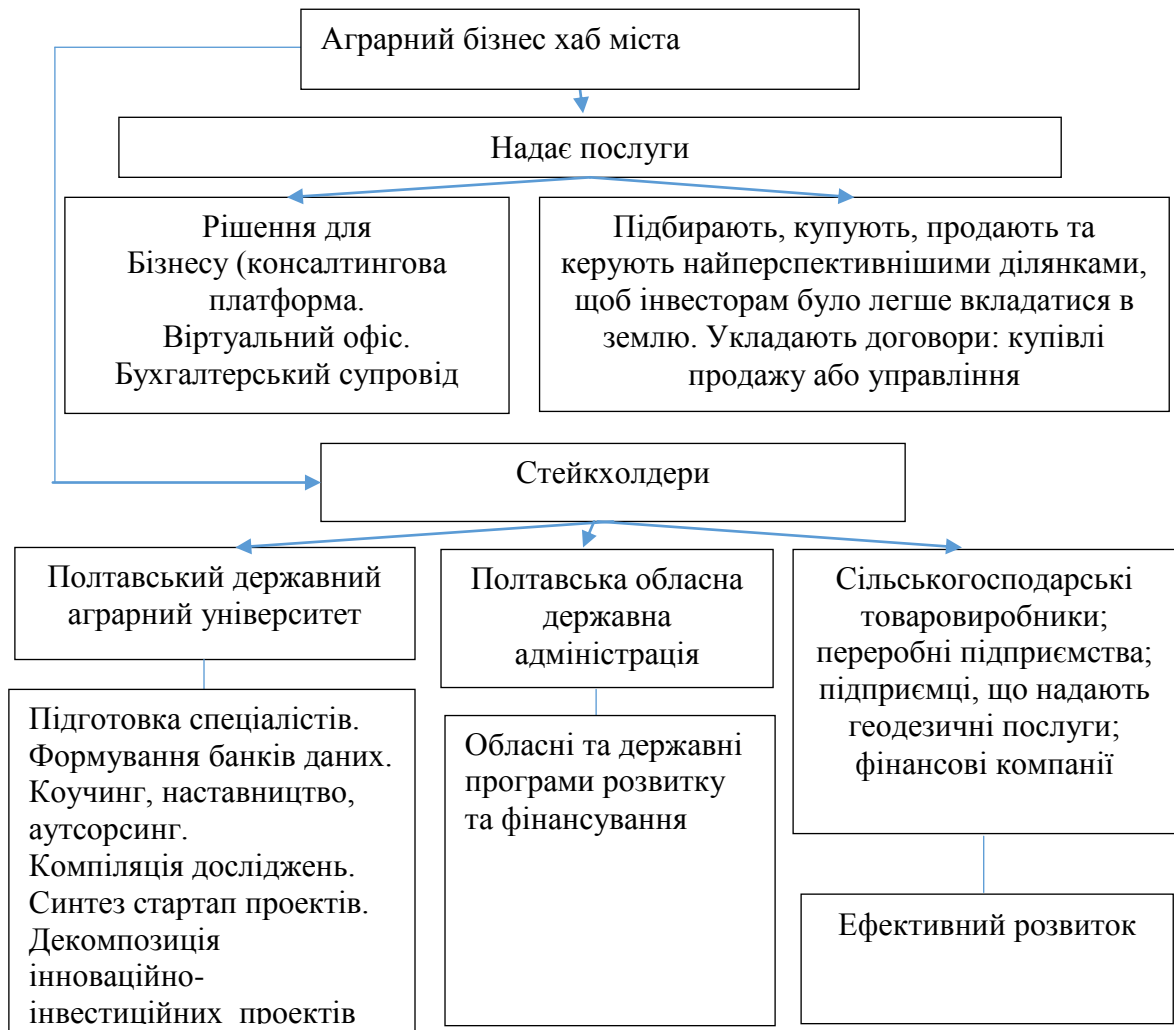 Аграрний бізнес хаб міста
Надає послуги
Рішення для
Бізнесу (консалтингова
платформа.
Віртуальний офіс.
Бухгалтерський супровід
Підбирають, купують, продають та
керують найперспективнішими ділянками,
щоб інвесторам було легше вкладатися в
землю. Укладають договори: купівлі
продажу або управління
Стейкхолдери
Полтавський державний
аграрний університет
Полтавська обласна
державна
адміністрація
Сільськогосподарські
товаровиробники;
переробні підприємства;
підприємці, що надають
геодезичні послуги;
фінансові компанії
Підготовка спеціалістів.
Формування банків даних.
Коучинг, наставництво,
аутсорсинг.
Компіляція досліджень.
Синтез стартап проектів.
Декомпозиція
інноваційно-
інвестиційних проектів
Обласні та державні
програми розвитку
та фінансування
Ефективний розвиток